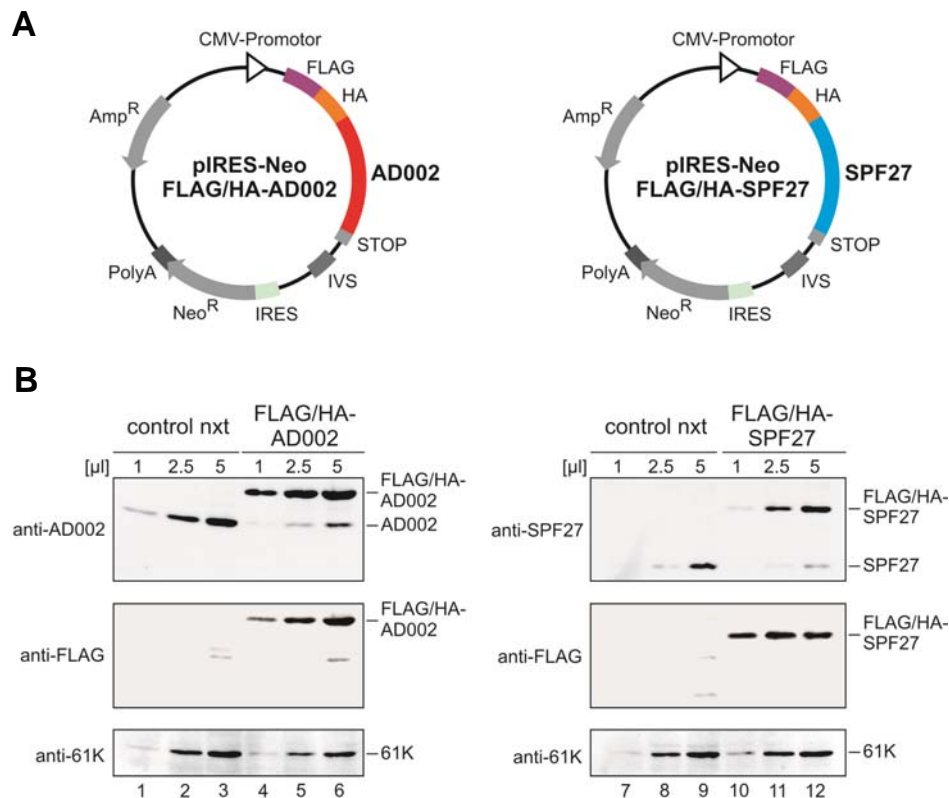 A
CMV-Promotor
FLAG
HA
Amp^R
pIRES-Neo
FLAG/HA-AD002
AD002
STOP
IVS
PolyA
Neo^R
IRES
CMV-Promotor
FLAG
HA
Amp^R
pIRES-Neo
FLAG/HA-SPF27
SPF27
STOP
IVS
PolyA
Neo^R
IRES
B
control nxt
FLAG/HA-
AD002
[µl] 1 2.5 5 1 2.5 5
anti-AD002
FLAG/HA-
AD002
AD002
anti-FLAG
FLAG/HA-
AD002
anti-61K
61K
1 2 3 4 5 6
control nxt
FLAG/HA-
SPF27
[µl] 1 2.5 5 1 2.5 5
anti-SPF27
FLAG/HA-
SPF27
SPF27
anti-FLAG
FLAG/HA-
SPF27
anti-61K
61K
7 8 9 10 11 12